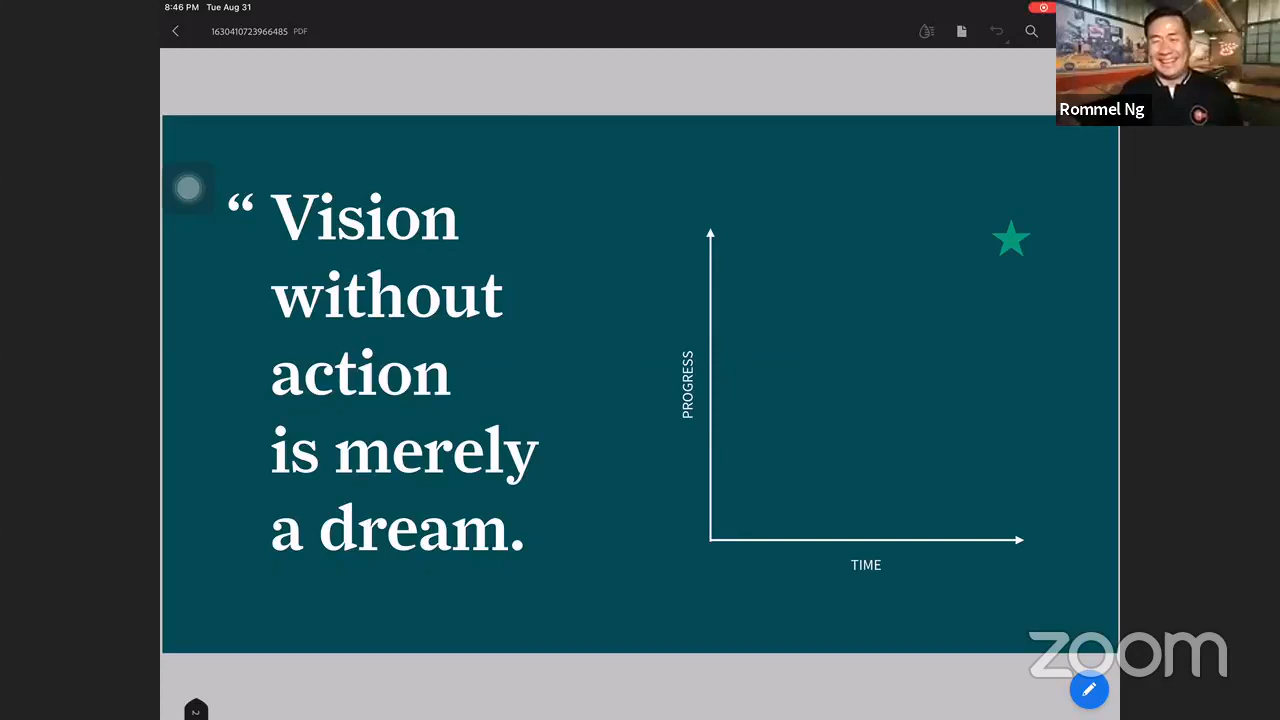 8:46 PM Tue Aug 31
1630410723966485 PDF
Rommel Ng
“ Vision
without
action
is merely
a dream.
PROGRESS
TIME
zoom
2